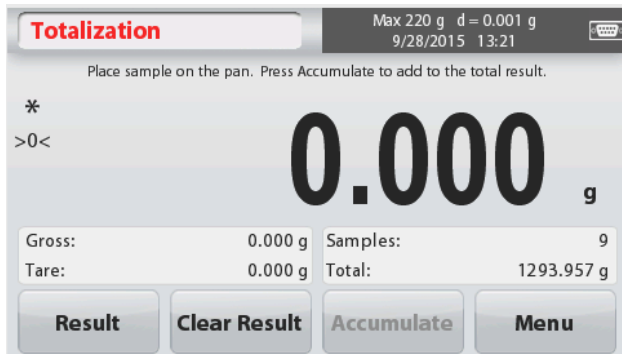 Totalization
Max 220 g d = 0.001 g
9/28/2015 13:21
Place sample on the pan. Press Accumulate to add to the total result.
*
>0<
0.000 g
Gross: 0.000 g Samples: 9
Tare: 0.000 g Total: 1293.957 g
Result Clear Result Accumulate Menu